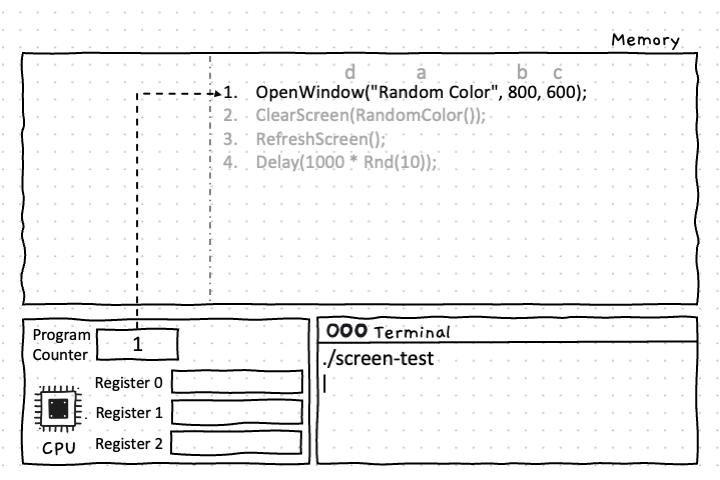 Memory
d a b c
1. OpenWindow("Random Color", 800, 600);
2. ClearScreen(RandomColor());
3. RefreshScreen();
4. Delay(1000 * Rnd(10));
Program
Counter
1
Register 0
Register 1
Register 2
CPU
OOO Terminal
./screen-test
|